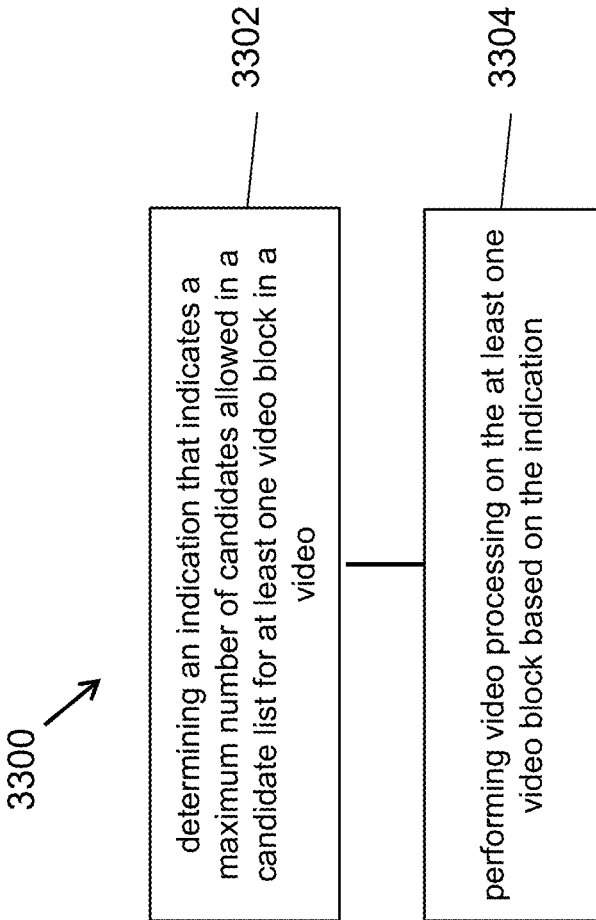 3300
determining an indication that indicates a
maximum number of candidates allowed in a
candidate list for at least one video block in a
video
3302
performing video processing on the at least one
video block based on the indication
3304